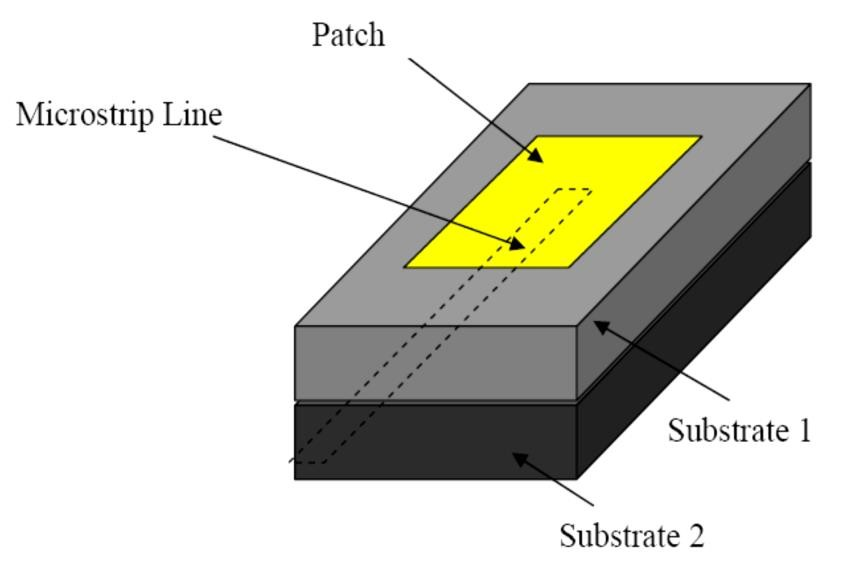 Patch
Microstrip Line
Substrate 1
Substrate 2